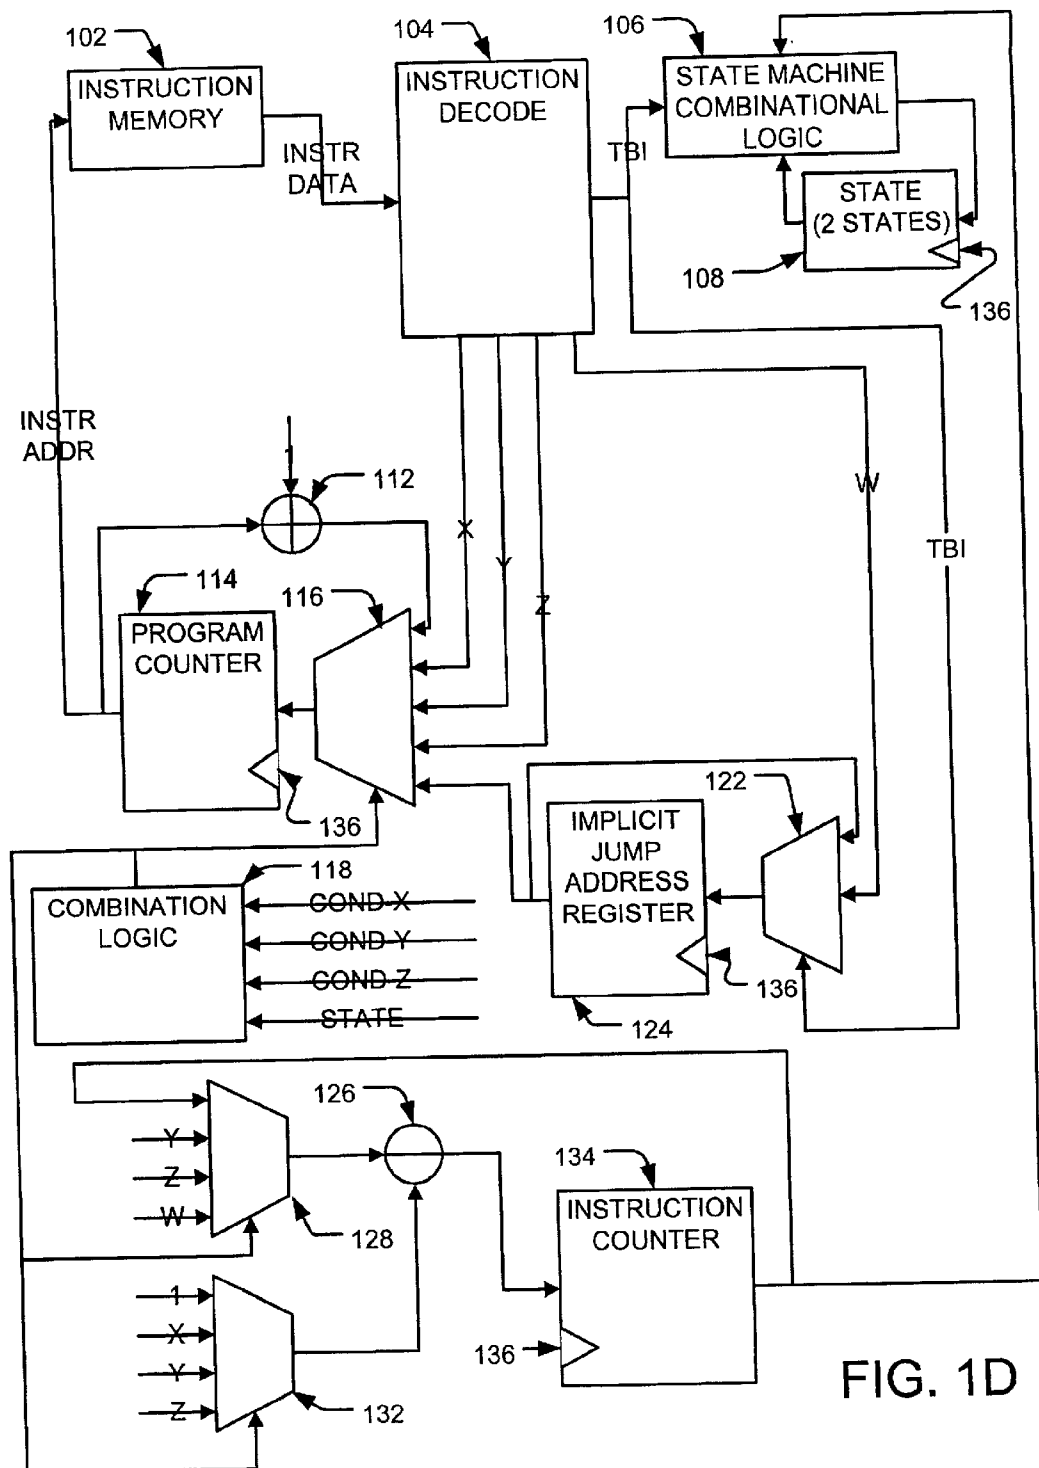 102
INSTRUCTION
MEMORY
104
INSTRUCTION
DECODE
106
STATE MACHINE
COMBINATIONAL
LOGIC
INSTR
DATA
TBI
STATE
(2 STATES)
108
136
INSTR
ADDR
1
112
X
Y
Z
W
TBI
114
PROGRAM
COUNTER
116
136
122
IMPLICIT
JUMP
ADDRESS
REGISTER
136
124
118
COMBINATION
LOGIC
COND-X
COND-Y
COND-Z
STATE
126
Y
Z
W
128
134
INSTRUCTION
COUNTER
136
1
X
Y
Z
132
FIG. 1D